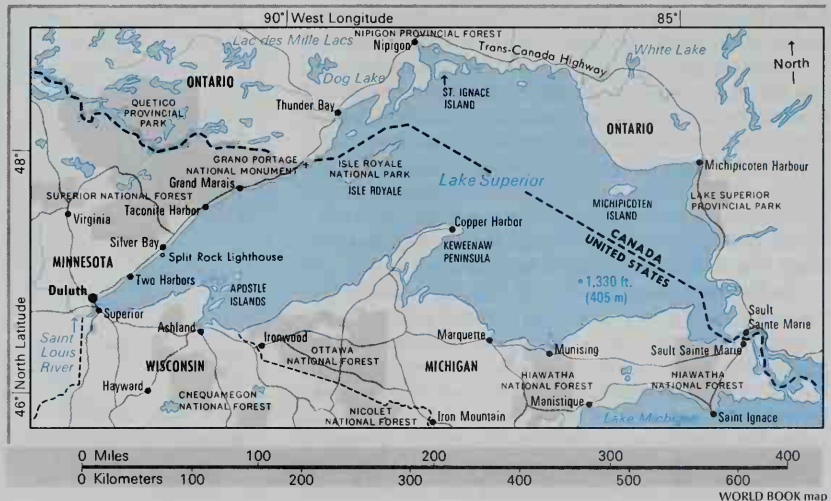 90° West Longitude
85°
NIPIGON PROVINCIAL FOREST
Lac des Mille Lacs
Nipigon
Trans-Canada Highway
White Lake
North
Dog Lake
ONTARIO
ST. IGNACE
ISLAND
QUETICO
PROVINCIAL
PARK
Thunder Bay
ONTARIO
48°
GRAND PORTAGE
NATIONAL MONUMENT
ISLE ROYALE
NATIONAL PARK
ISLE ROYALE
Michipicoten Harbour
Lake Superior
Grand Marais
SUPERIOR NATIONAL FOREST
Taconite Harbor
MICHIPICOTEN
ISLAND
LAKE SUPERIOR
PROVINCIAL PARK
Virginia
Copper Harbor
Silver Bay
Split Rock Lighthouse
KEWEENAW
PENINSULA
CANADA
UNITED STATES
MINNESOTA
Two Harbors
1,330 ft.
(405 m)
Duluth
APOSTLE
ISLANDS
Superior
Sault
Sainte Marie
Ashland
Saint
Louis
River
Ironwood
Marquette
Munising
Sault Sainte Marie
OTTAWA
NATIONAL FOREST
WISCONSIN
MICHIGAN
HIAWATHA
NATIONAL FOREST
HIAWATHA
NATIONAL FOREST
Hayward
CHEQUAMEGON
NATIONAL FOREST
Manistique
46° North Latitude
NICOLET
NATIONAL FOREST
Iron Mountain
Lake Michigan
Saint Ignace
0 Miles 100 200 300 400
0 Kilometers 100 200 300 400 500 600
WORLD BOOK map